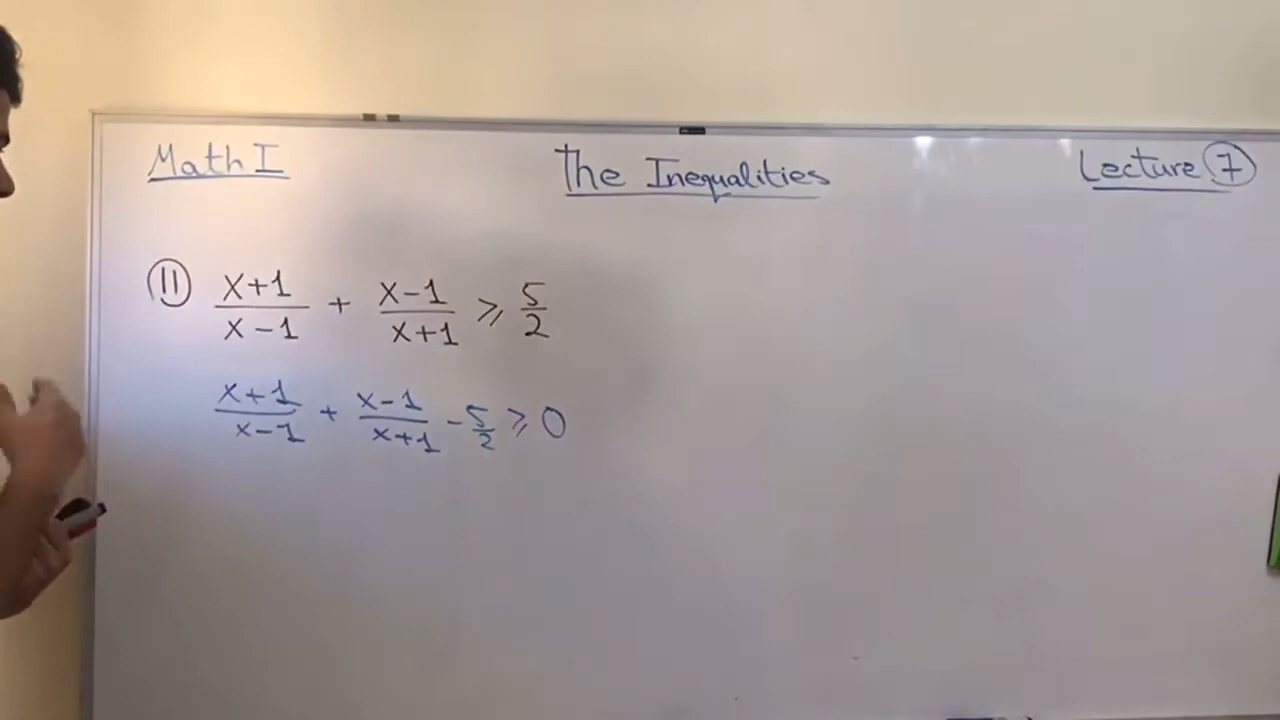 Math I The Inequalities Lecture 7
11 x+1/x-1 + x-1/x+1 ⩾ 5/2
x+1/x-1 + x-1/x+1 - 5/2 ⩾ 0